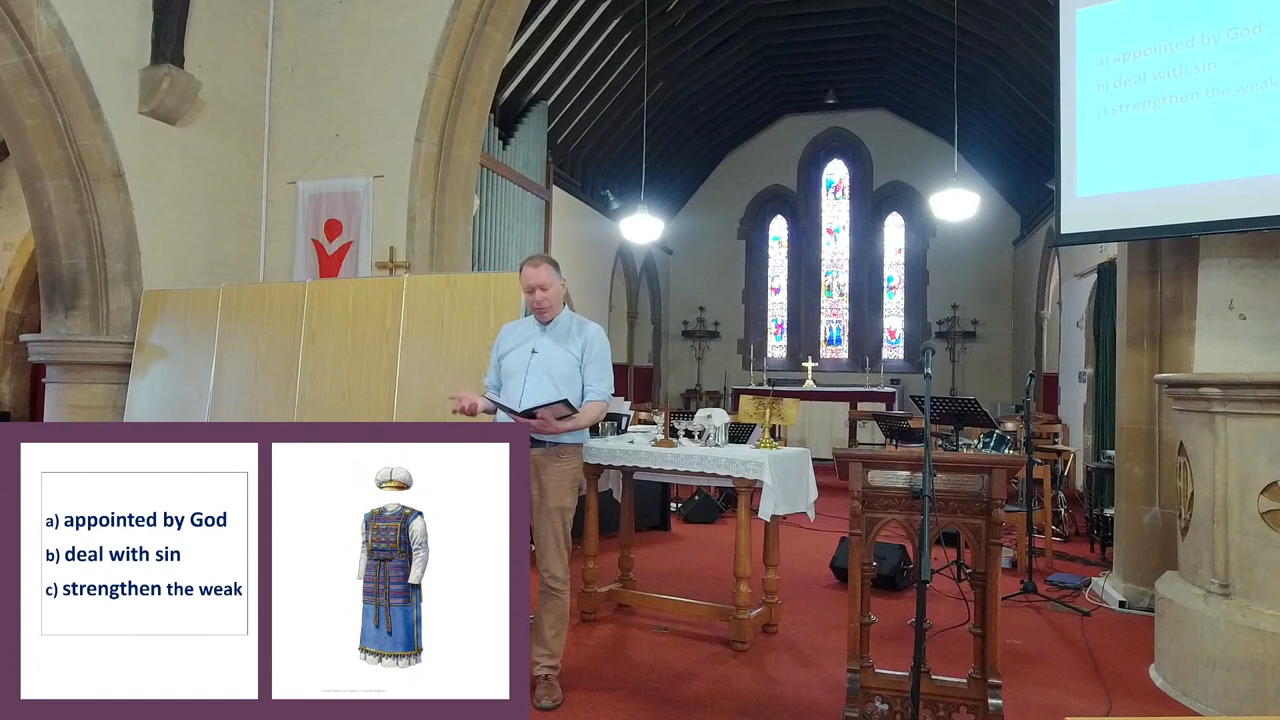 a) appointed by God
b) deal with sin
c) strengthen the weak
a) appointed by God
b) deal with sin
c) strengthen the weak